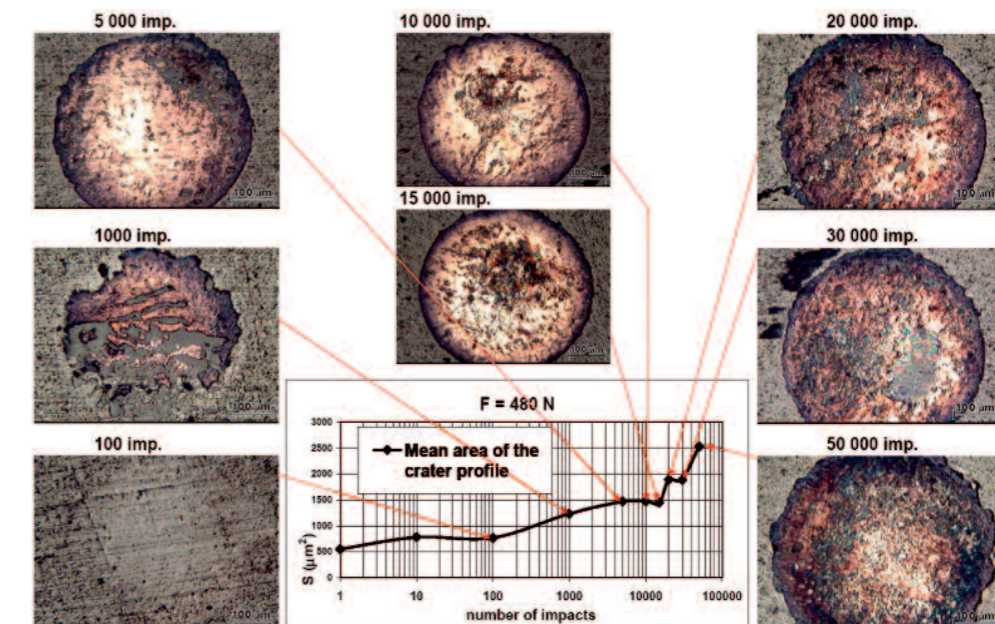 5 000 imp.
10 000 imp.
20 000 imp.
100 µm
100 µm
100 µm
15 000 imp.
1000 imp.
30 000 imp.
100 µm
100 µm
100 µm
F = 480 N
100 imp.
50 000 imp.
3000
2500
2000
1500
1000
500
0
Mean area of the
crater profile
S (µm²)
1
10
100
1000
10000
100000
number of impacts
100 µm
100 µm